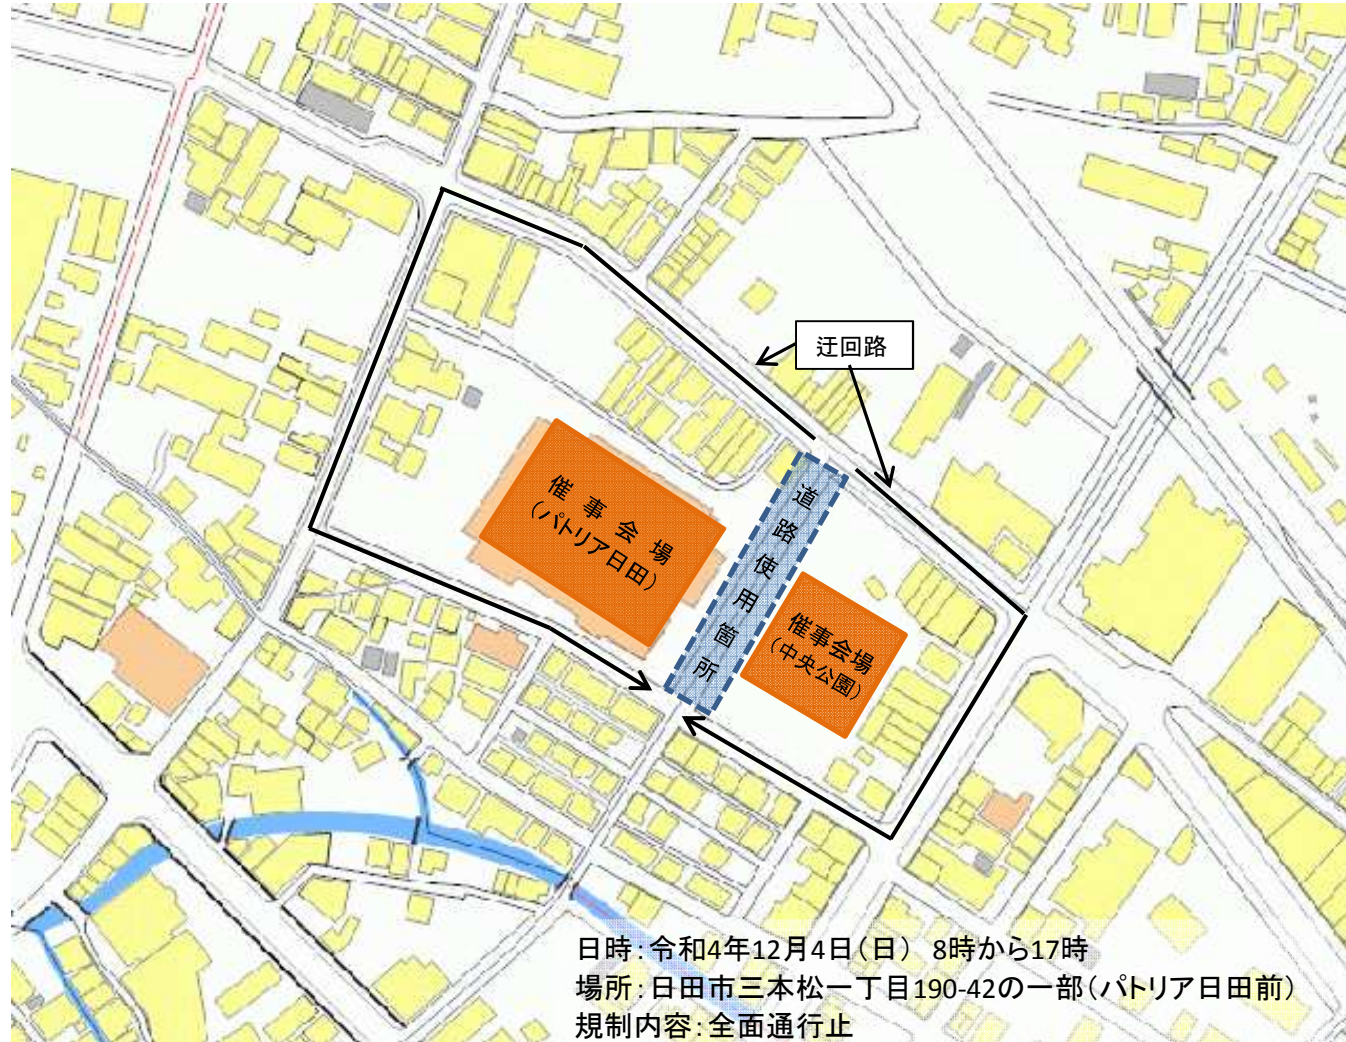 迂回路
催事会場
(パトリア日田)
道路使用箇所
催事会場
(中央公園)
日時:令和4年12月4日(日) 8時から17時
場所:日田市三本松一丁目190-42の一部(パトリア日田前)
規制内容:全面通行止